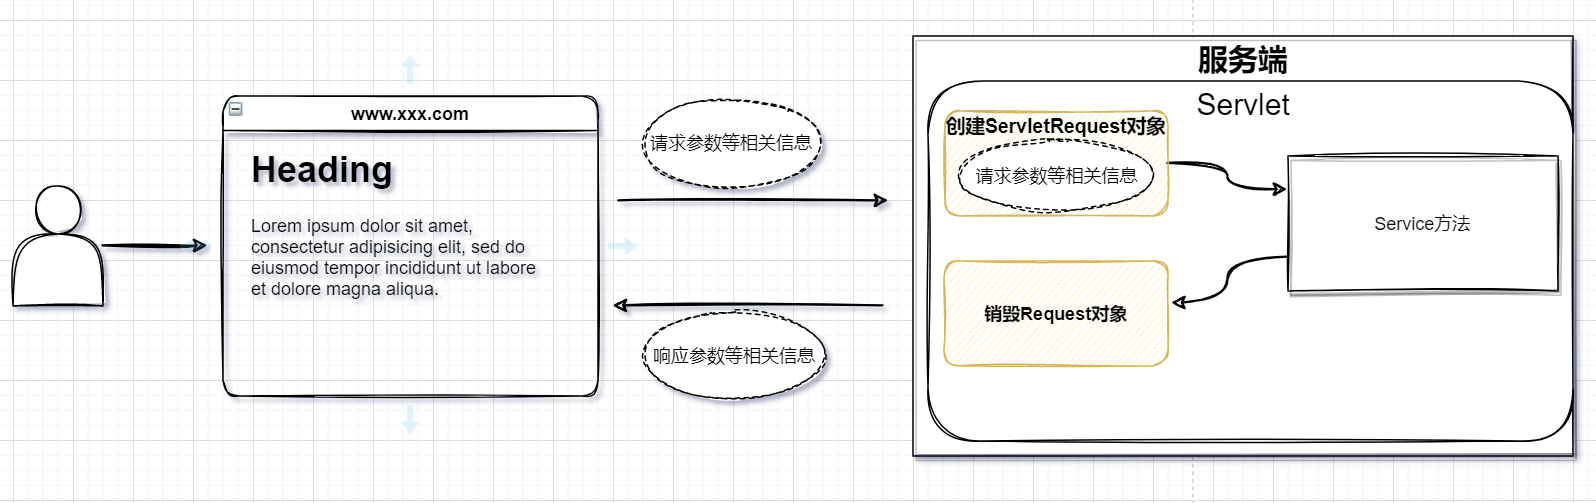 www.xxx.com
Heading
Lorem ipsum dolor sit amet,
consectetur adipisicing elit, sed do
eiusmod tempor incididunt ut labore
et dolore magna aliqua.
请求参数等相关信息
响应参数等相关信息
服务端
Servlet
创建ServletRequest对象
请求参数等相关信息
Service方法
销毁Request对象